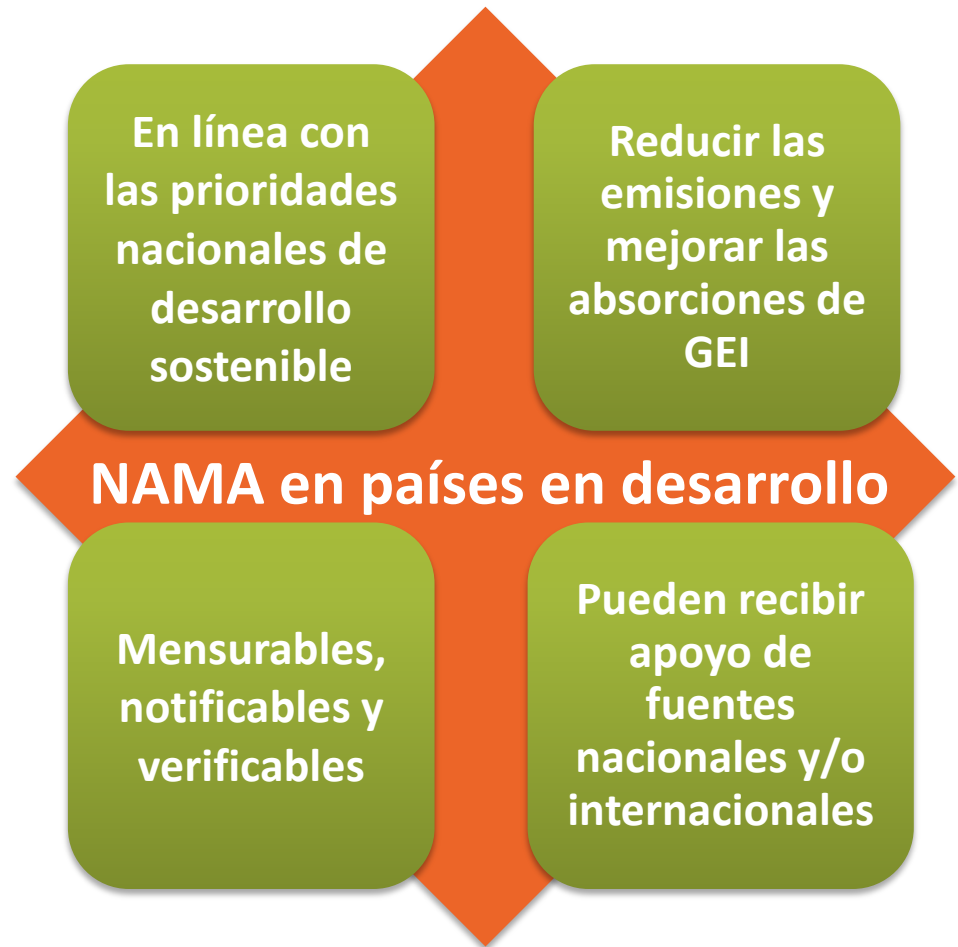 En línea con
las prioridades
nacionales de
desarrollo
sostenible
Reducir las
emisiones y
mejorar las
absorciones de
GEI
NAMA en países en desarrollo
Mensurables,
notificables y
verificables
Pueden recibir
apoyo de
fuentes
nacionales y/o
internacionales